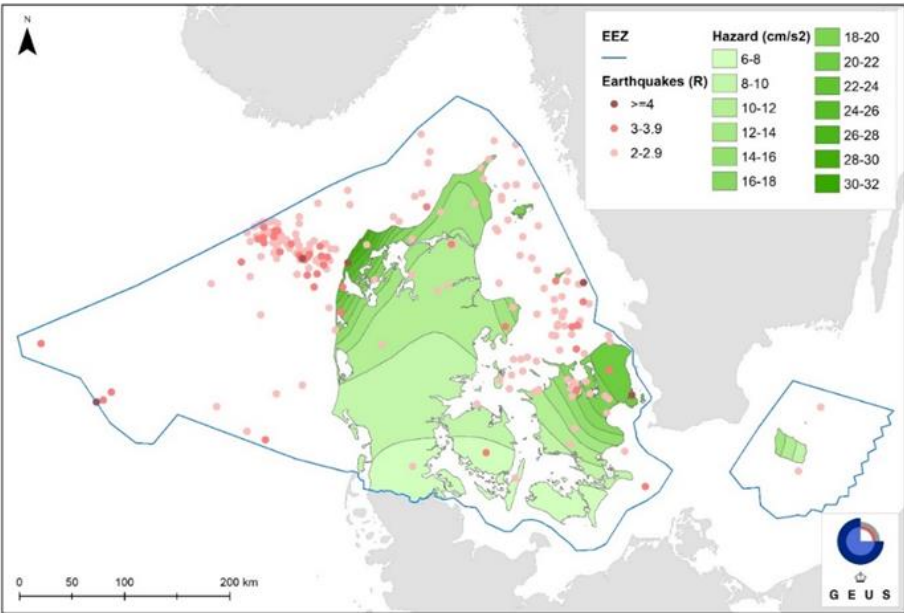 N
EEZ
Earthquakes (R)
>=4
3-3.9
2-2.9
Hazard (cm/s2)
6-8
8-10
10-12
12-14
14-16
16-18
18-20
20-22
22-24
24-26
26-28
28-30
30-32
0 50 100 200 km
G E U S